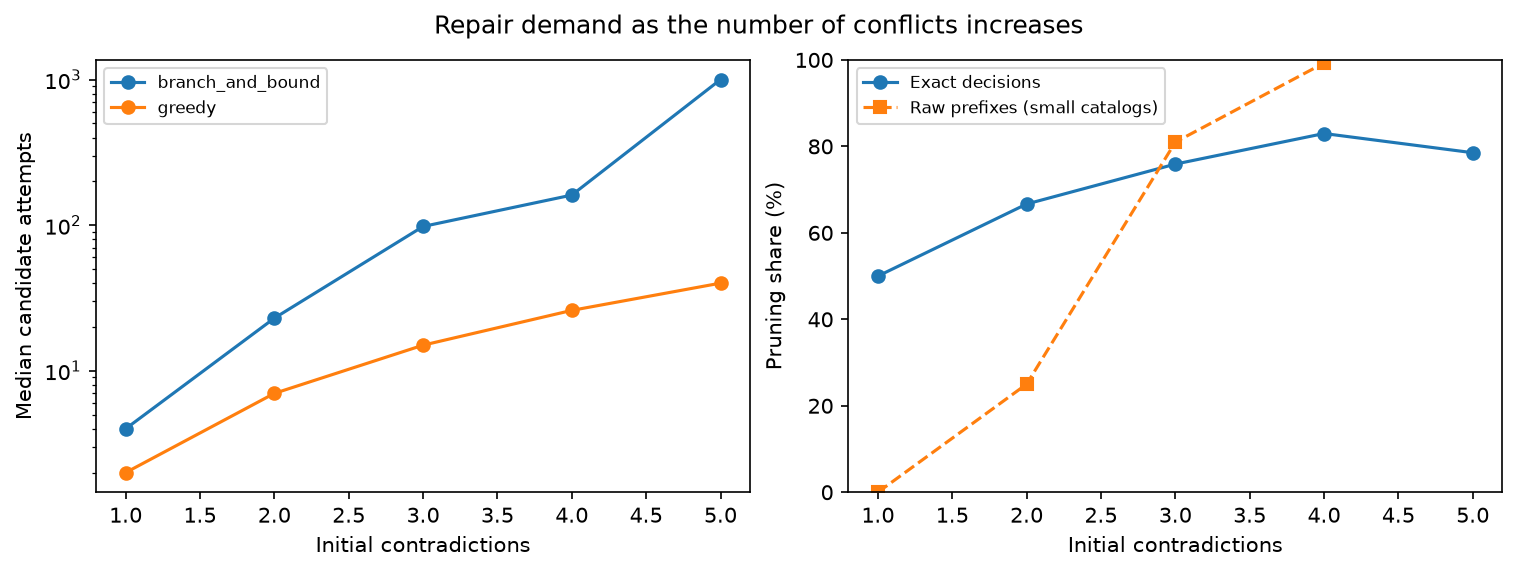 Repair demand as the number of conflicts increases
branch_and_bound
greedy
Median candidate attempts
10³
10²
10¹
1.0 1.5 2.0 2.5 3.0 3.5 4.0 4.5 5.0
Initial contradictions
Exact decisions
Raw prefixes (small catalogs)
Pruning share (%)
100
80
60
40
20
0
1.0 1.5 2.0 2.5 3.0 3.5 4.0 4.5 5.0
Initial contradictions